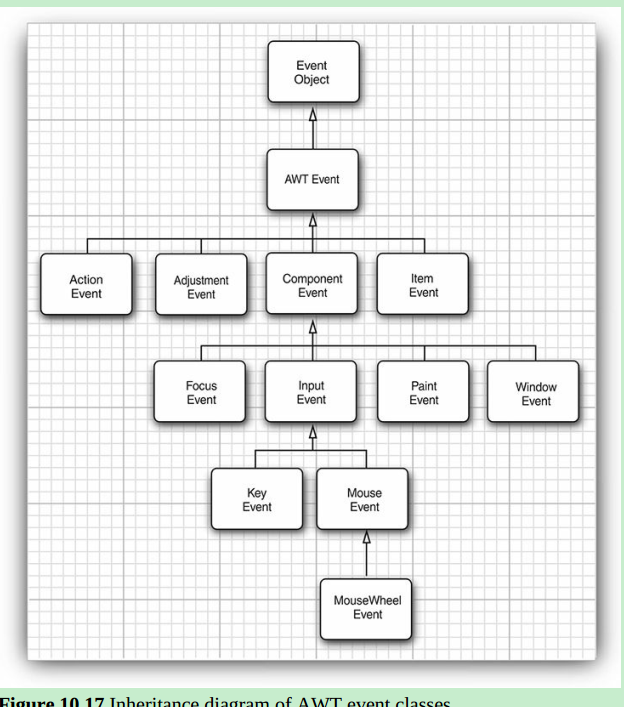 Event
Object
AWT Event
Action
Event
Adjustment
Event
Component
Event
Item
Event
Focus
Event
Input
Event
Paint
Event
Window
Event
Key
Event
Mouse
Event
MouseWheel
Event
Figure 10.17 Inheritance diagram of AWT event classes